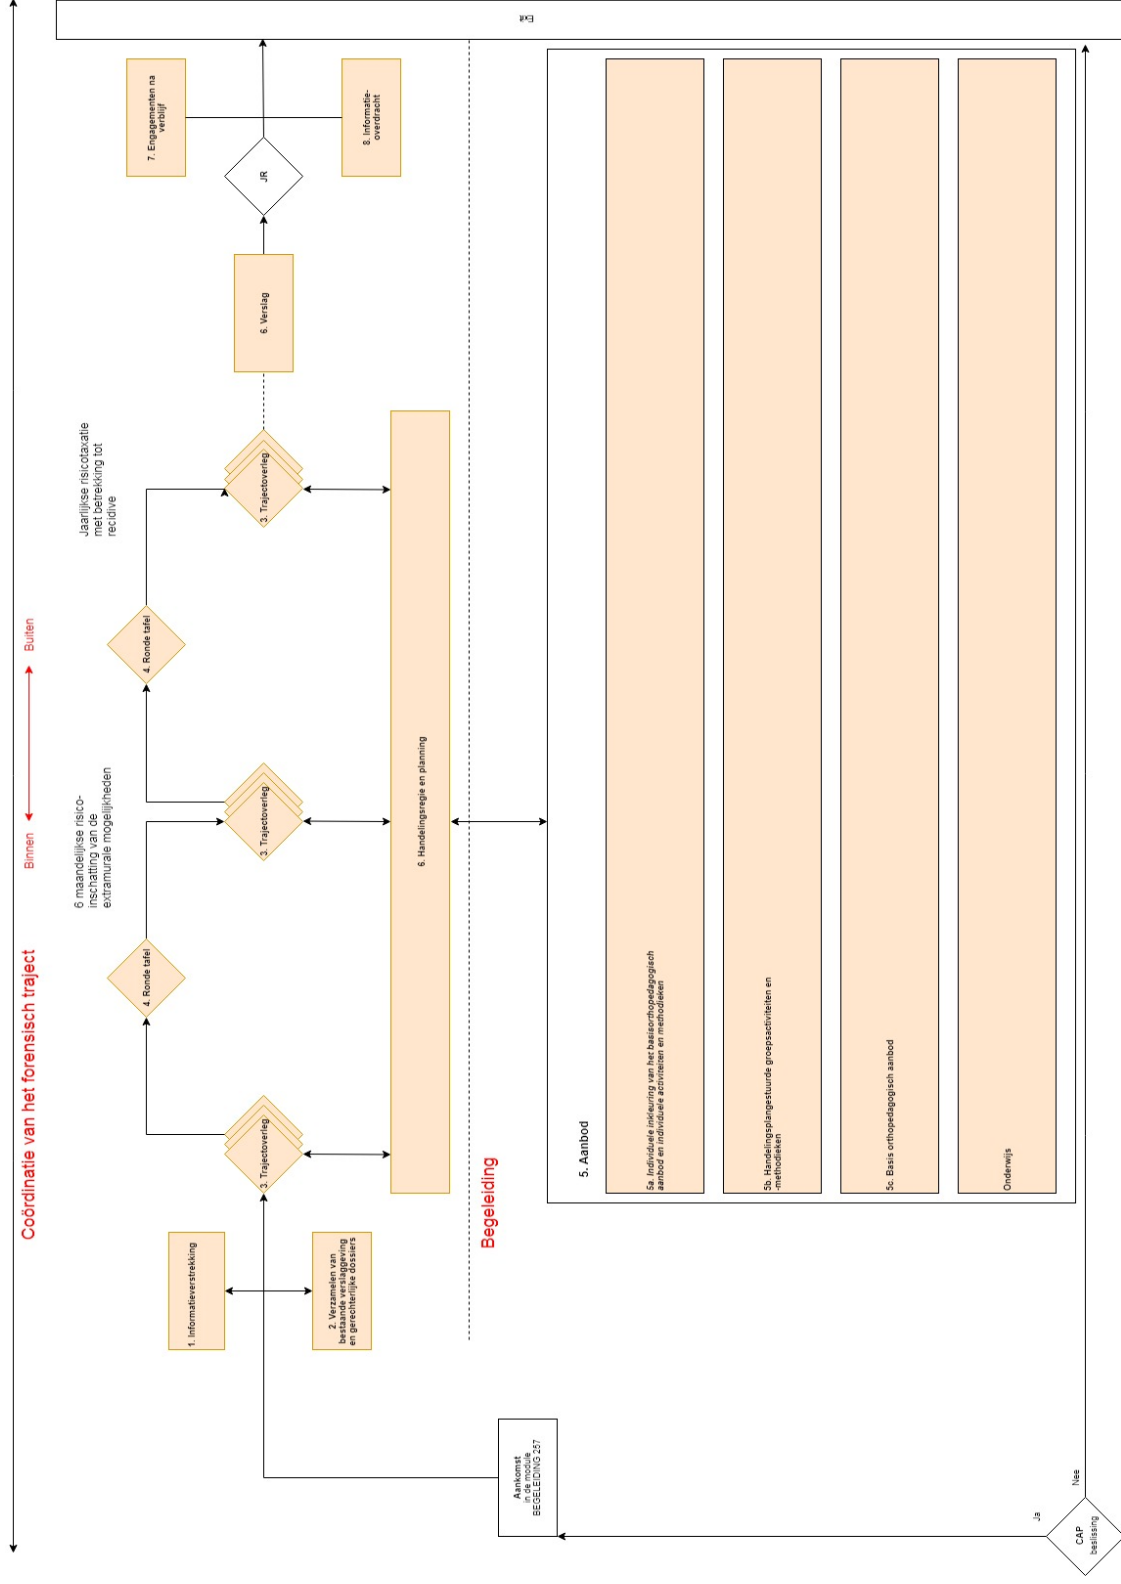 Coördinatie van het forensisch traject
Binnen
Buiten
6 maandelijkse risico-
inschatting van de
extramurale mogelijkheden
Jaarlijkse risicotaxatie
met betrekking tot
recidive
4. Ronde tafel
4. Ronde tafel
7. Engagementen na
verblijf
1. Informatieverstrekking
3. Trajectoverleg
3. Trajectoverleg
3. Trajectoverleg
6. Verslag
JR
2. Verzamelen van
bestaande verslaggeving
en gerechterlijke dossiers
8. Informatie-
overdracht
6. Handelingsregie en planning
Begeleiding
Aankomst
in de module
BEGELEIDING 257
5. Aanbod
5a. Individuele inkleuring van het basisorthopedagogisch
aanbod en individuele activiteiten en methodieken
5b. Handelingsplangestuurde groepsactiviteiten en
-methodieken
5c. Basis orthopedagogisch aanbod
Onderwijs
Ja
Nee
CAP
beslissing